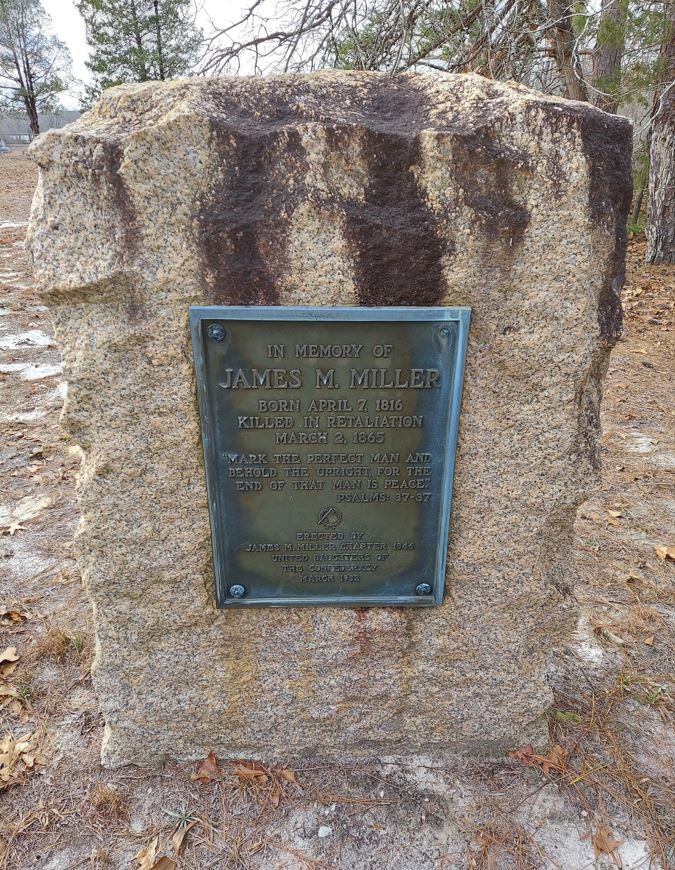 IN MEMORY OF
JAMES M. MILLER
BORN APRIL 7, 1816
KILLED IN RETALIATION
MARCH 2, 1865
"MARK THE PERFECT MAN AND
BEHOLD THE UPRIGHT, FOR THE
END OF THAT MAN IS PEACE."
PSALMS: 37-37
ERECTED BY
JAMES M. MILLER CHAPTER 1846
UNITED DAUGHTERS OF
THE CONFEDERACY
MARCH 1932